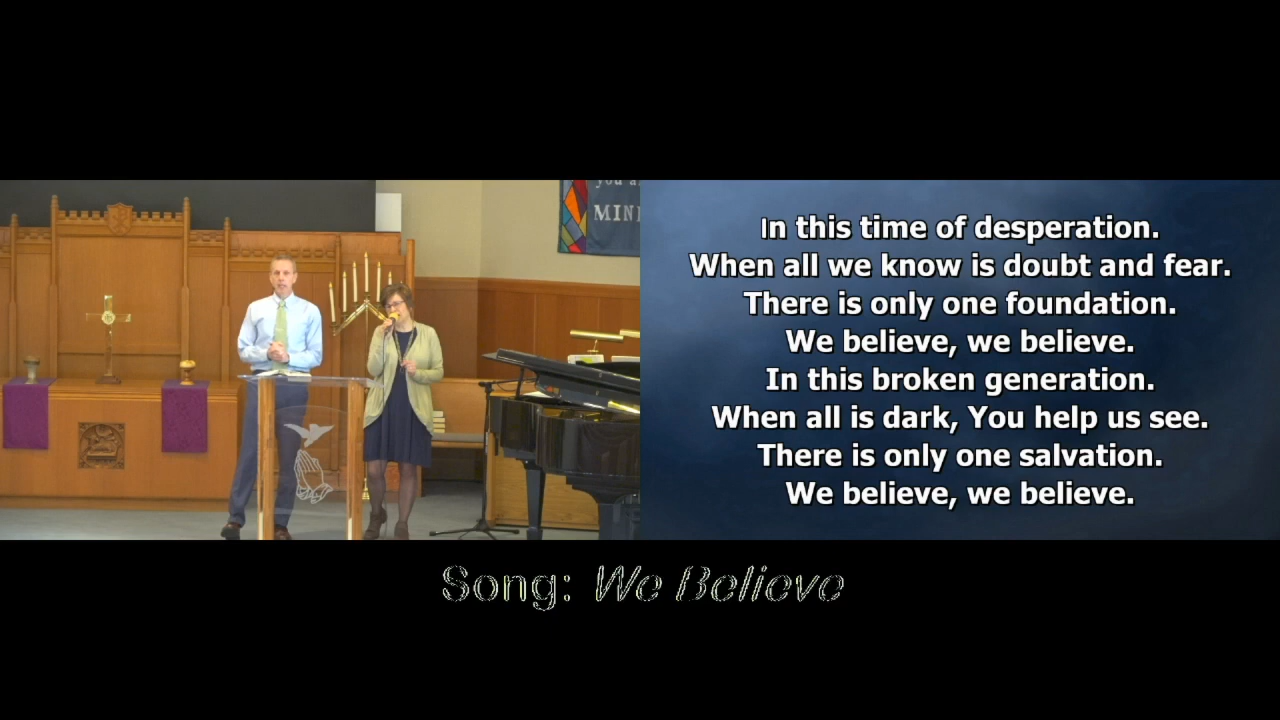 you a
MINI
In this time of desperation.
When all we know is doubt and fear.
There is only one foundation.
We believe, we believe.
In this broken generation.
When all is dark, You help us see.
There is only one salvation.
We believe, we believe.
Song: We Believe